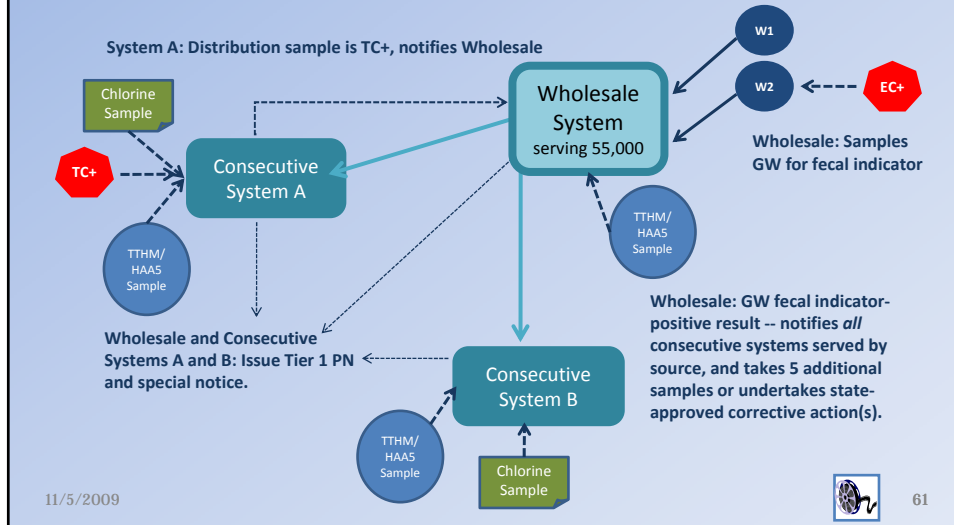 System A: Distribution sample is TC+, notifies Wholesale
W1
W2
EC+
Wholesale
System
serving 55,000
Wholesale: Samples
GW for fecal indicator
Chlorine
Sample
TC+
Consecutive
System A
TTHM/
HAA5
Sample
TTHM/
HAA5
Sample
Wholesale and Consecutive
Systems A and B: Issue Tier 1 PN
and special notice.
Wholesale: GW fecal indicator-
positive result -- notifies all
consecutive systems served by
source, and takes 5 additional
samples or undertakes state-
approved corrective action(s).
Consecutive
System B
TTHM/
HAA5
Sample
Chlorine
Sample
11/5/2009
61